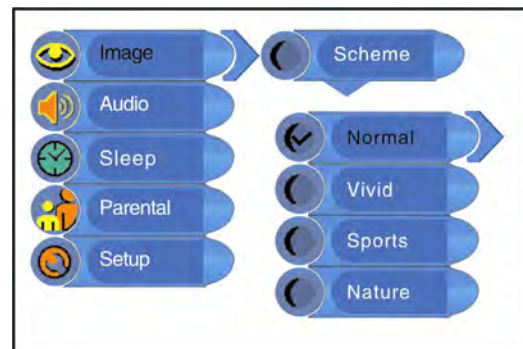 Image
Audio
Sleep
Parental
Setup
Scheme
Normal
Vivid
Sports
Nature